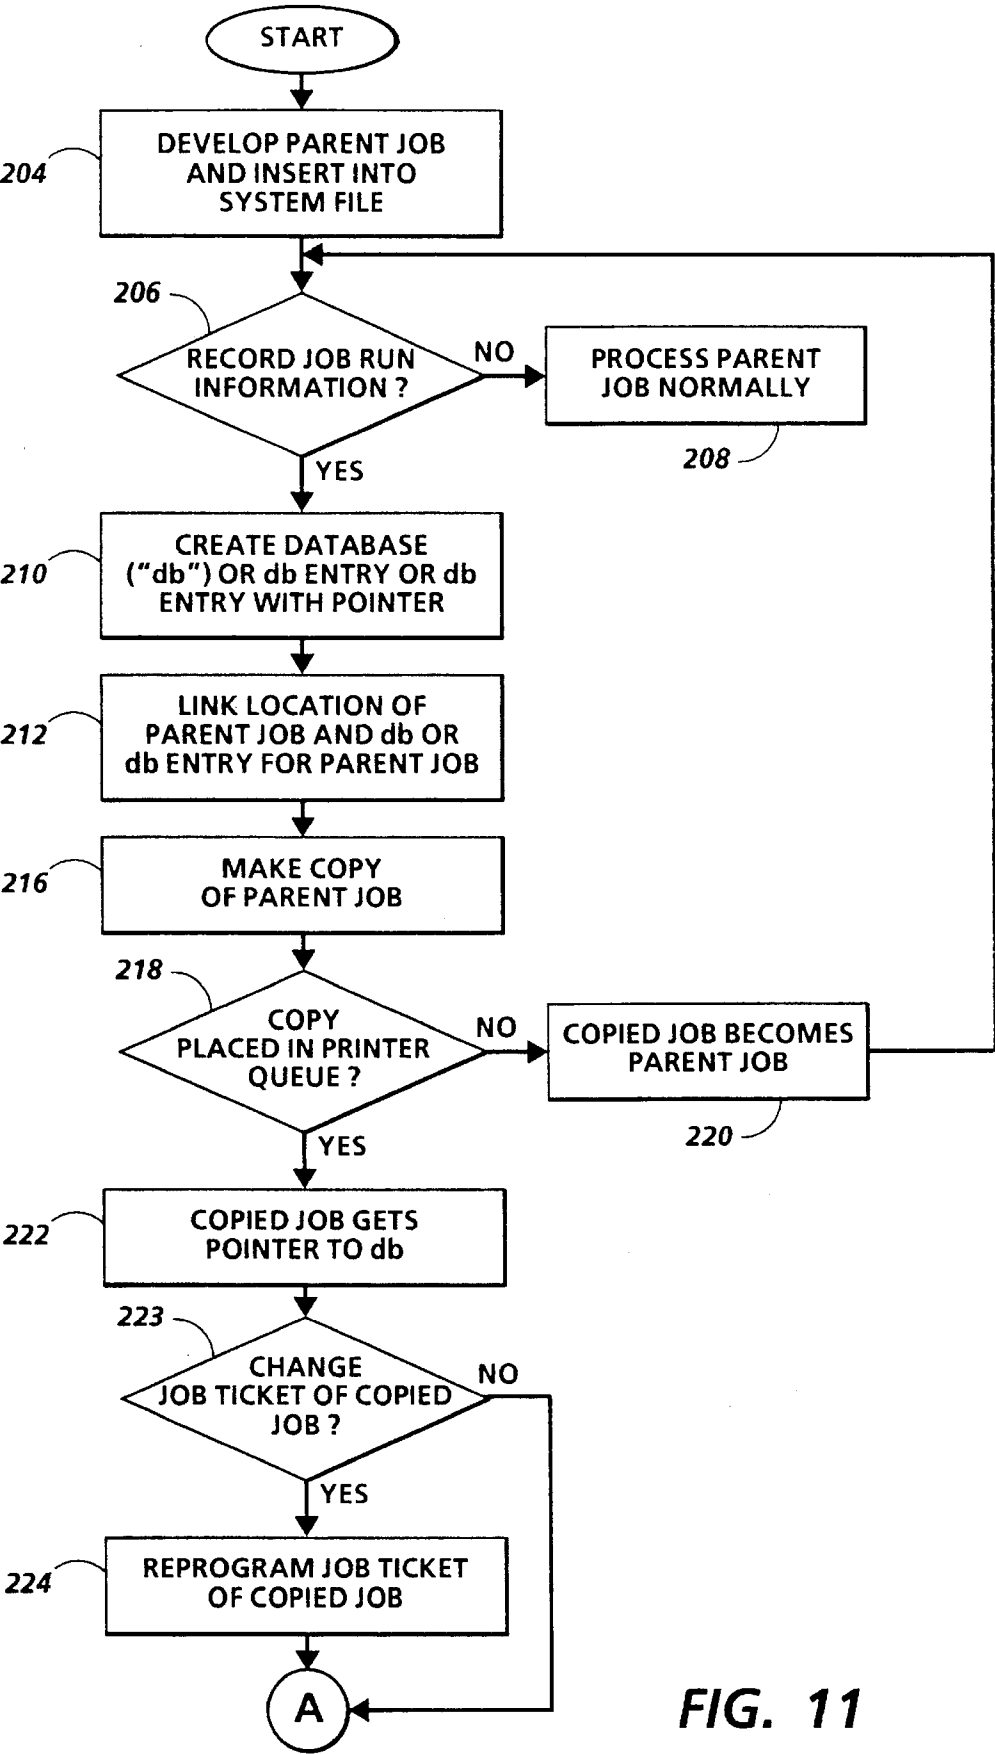 START
DEVELOP PARENT JOB
AND INSERT INTO
SYSTEM FILE
204
206
RECORD JOB RUN
INFORMATION ?
NO
PROCESS PARENT
JOB NORMALLY
208
YES
CREATE DATABASE
("db") OR db ENTRY OR db
ENTRY WITH POINTER
210
LINK LOCATION OF
PARENT JOB AND db OR
db ENTRY FOR PARENT JOB
212
MAKE COPY
OF PARENT JOB
216
218
COPY
PLACED IN PRINTER
QUEUE ?
NO
COPIED JOB BECOMES
PARENT JOB
220
YES
COPIED JOB GETS
POINTER TO db
222
223
CHANGE
JOB TICKET OF COPIED
JOB ?
NO
YES
REPROGRAM JOB TICKET
OF COPIED JOB
224
A
FIG. 11